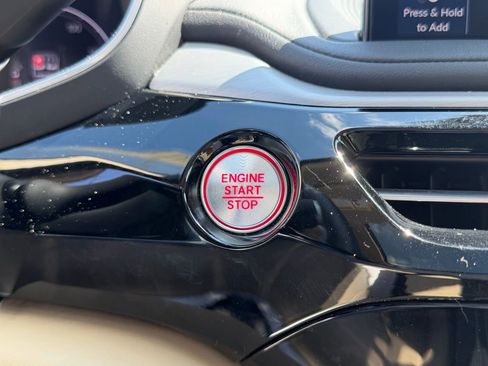 Press & Hold
to Add
ENGINE
START
STOP